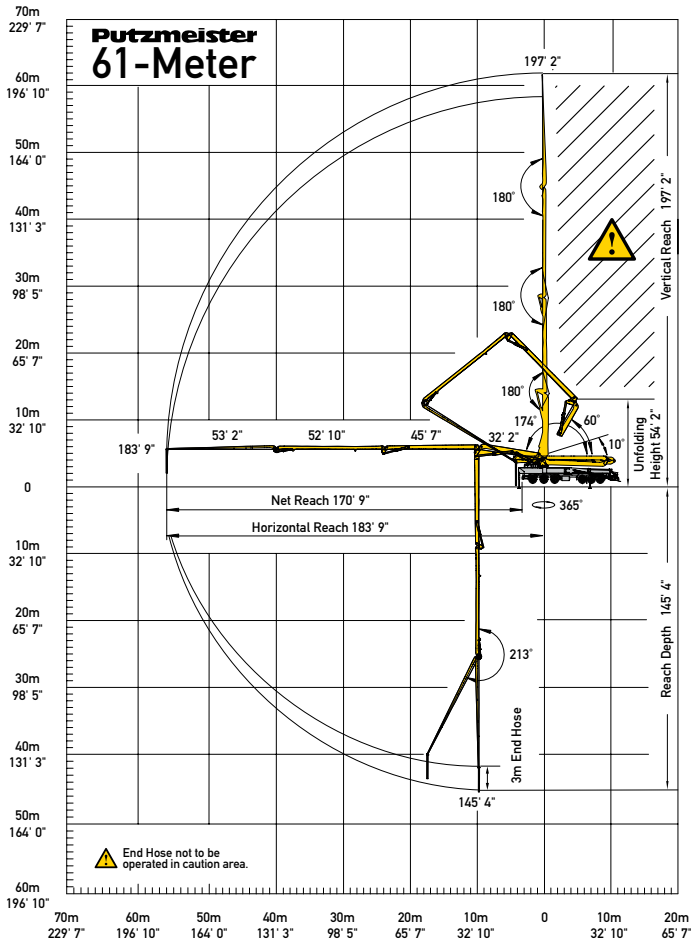 70m
229' 7"
Putzmeister
61-Meter
197' 2"
60m
196' 10"
50m
164' 0"
180°
40m
131' 3"
Vertical Reach 197' 2"
30m
98' 5"
180°
20m
65' 7"
10m
32' 10"
180°
174°
60°
10°
Unfolding
Height 54' 2"
183' 9"
53' 2"
52' 10"
45' 7"
32' 2"
0
Net Reach 170' 9"
365°
Horizontal Reach 183' 9"
10m
32' 10"
20m
65' 7"
Reach Depth 145' 4"
213°
30m
98' 5"
3m End Hose
40m
131' 3"
145' 4"
50m
164' 0"
End Hose not to be
operated in caution area.
60m
196' 10"
70m 60m 50m 40m 30m 20m 10m 0 10m 20m
229' 7" 196' 10" 164' 0" 131' 3" 98' 5" 65' 7" 32' 10" 32' 10" 65' 7"